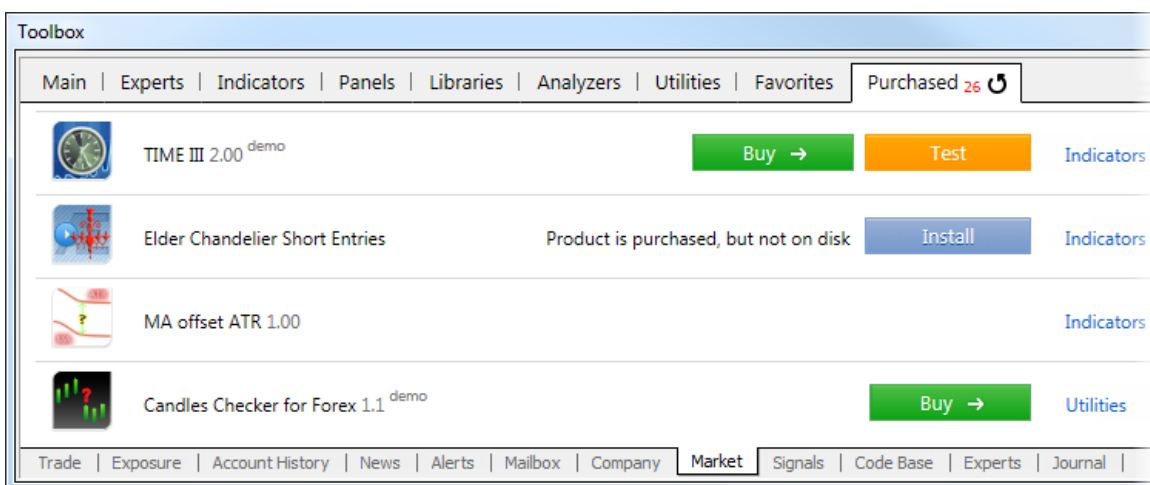 Toolbox
Main | Experts | Indicators | Panels | Libraries | Analyzers | Utilities | Favorites | Purchased 26
TIME III 2.00 demo Buy → Test Indicators
Elder Chandelier Short Entries Product is purchased, but not on disk Install Indicators
? MA offset ATR 1.00 Indicators
? Candles Checker for Forex 1.1 demo Buy → Utilities
Trade | Exposure | Account History | News | Alerts | Mailbox | Company | Market | Signals | Code Base | Experts | Journal |